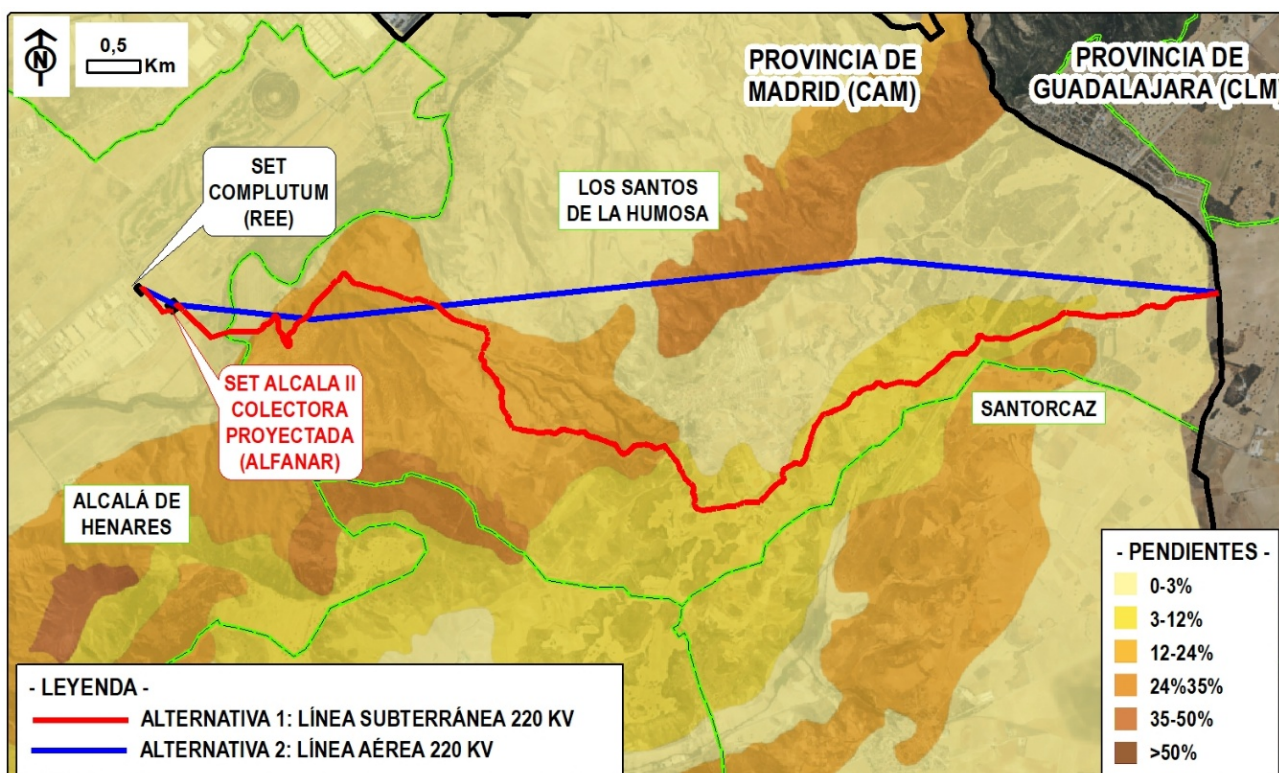 N
0,5
Km
PROVINCIA DE
MADRID (CAM)
PROVINCIA DE
GUADALAJARA (CLM)
SET
COMPLUTUM
(REE)
LOS SANTOS
DE LA HUMOSA
SET ALCALA II
COLECTORA
PROYECTADA
(ALFANAR)
SANTORCAZ
ALCALÁ DE
HENARES
- PENDIENTES -
0-3%
3-12%
12-24%
24%35%
35-50%
>50%
- LEYENDA -
ALTERNATIVA 1: LÍNEA SUBTERRÁNEA 220 KV
ALTERNATIVA 2: LÍNEA AÉREA 220 KV